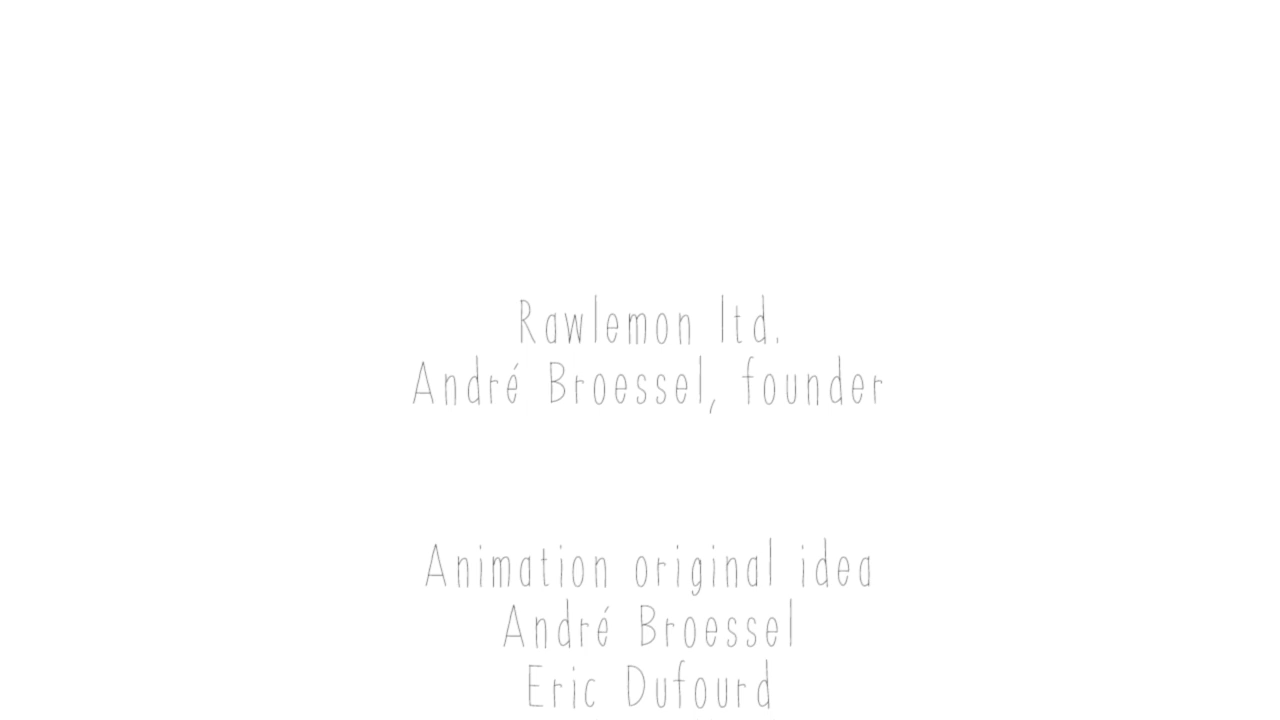 Rawlemon ltd.
André Broessel, founder
Animation original idea
André Broessel
Eric Dufourd